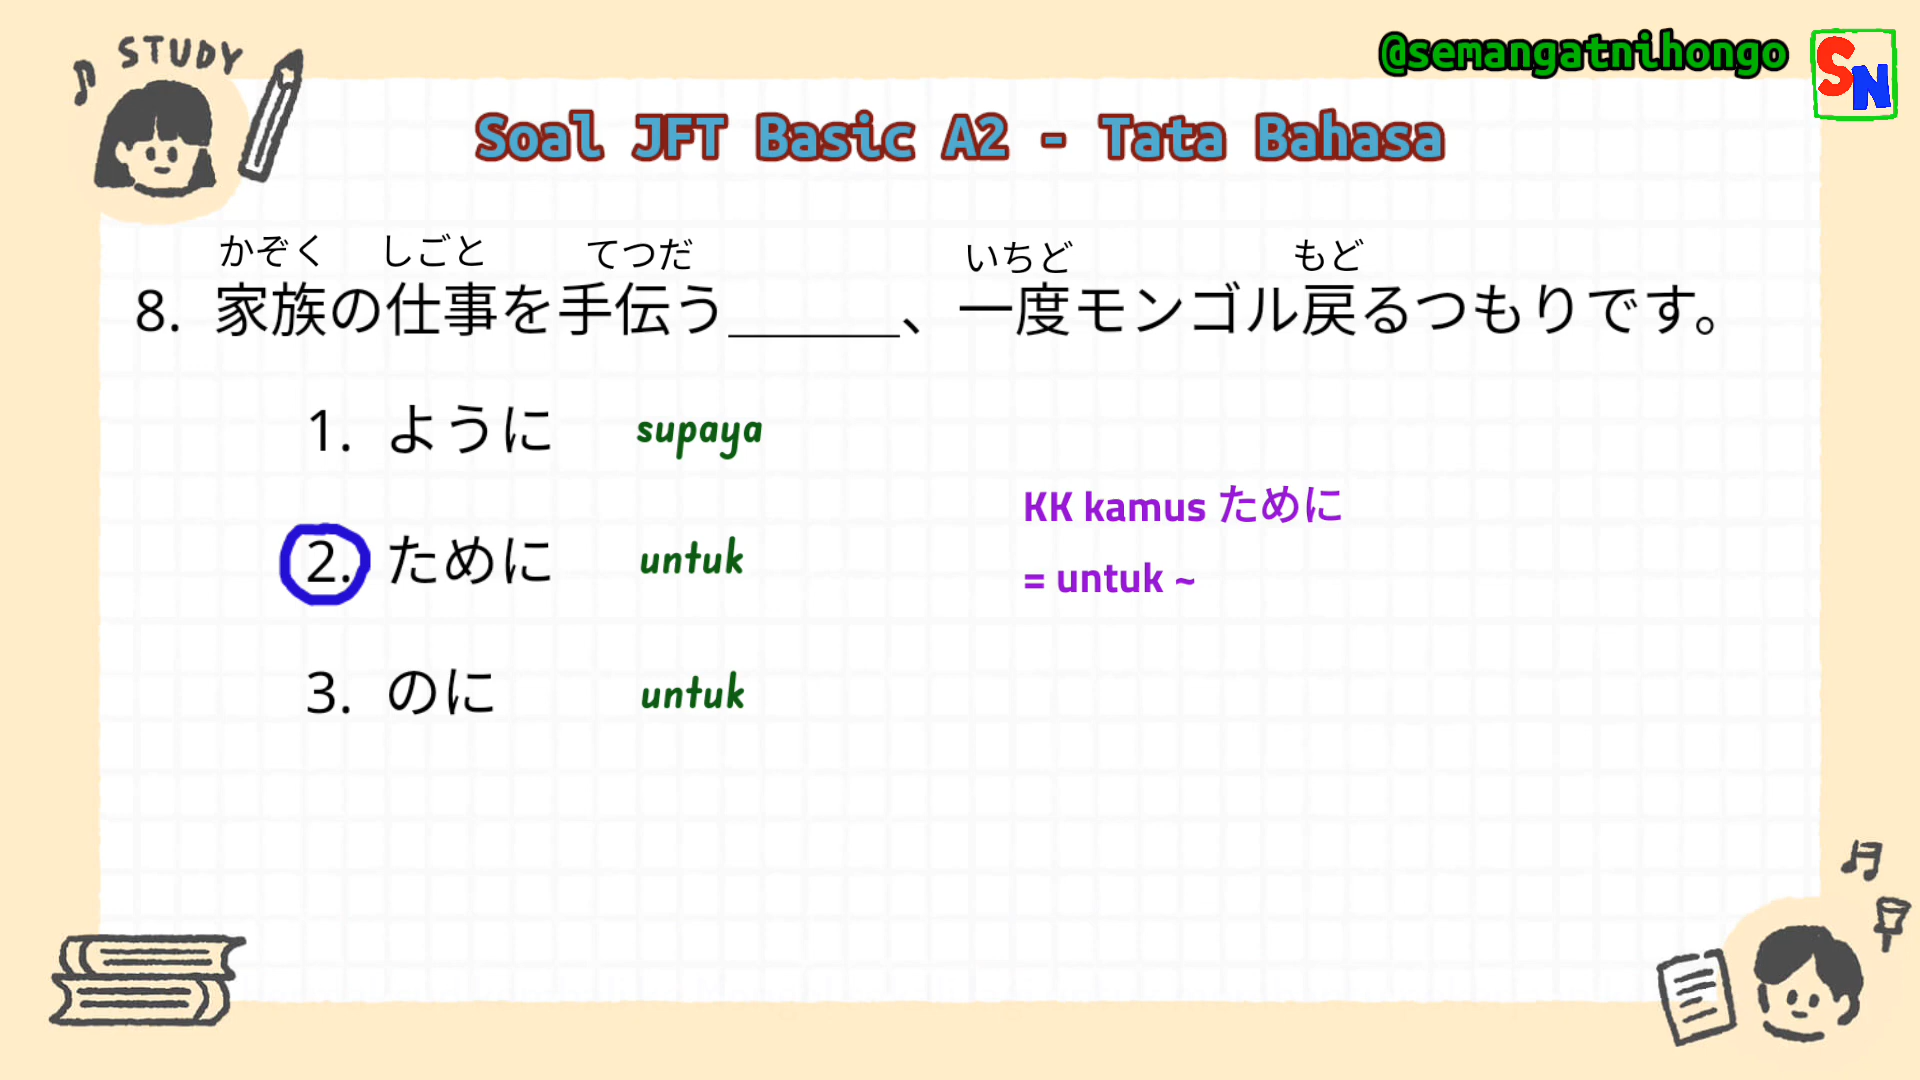 STUDY
@semangatnihongo
SN
Soal JFT Basic A2 - Tata Bahasa
かぞく しごと てつだ いちど もど
8. 家族の仕事を手伝う______、一度モンゴル戻るつもりです。
1. ように supaya
2. ために untuk
KK kamus ために
= untuk ~
3. のに untuk